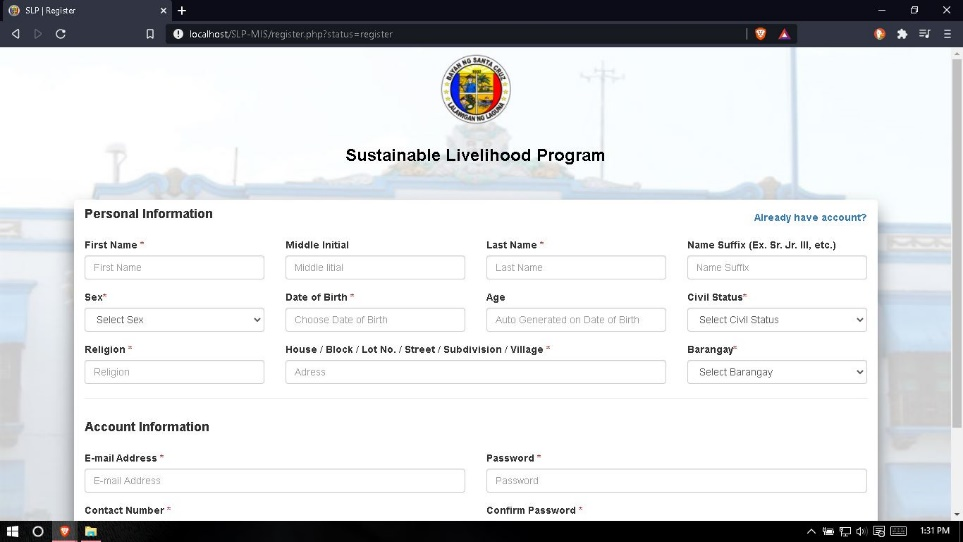 SLP | Register
localhost/SLP-MIS/register.php?status=register
BAYAN NG SANTA CRUZ
LALAWIGAN NG LAGUNA
Sustainable Livelihood Program
Personal Information
Already have account?
First Name * Middle Initial Last Name * Name Suffix (Ex. Sr. Jr. III, etc.)
First Name Middle Iitial Last Name Name Suffix
Sex* Date of Birth * Age Civil Status*
Select Sex Choose Date of Birth Auto Generated on Date of Birth Select Civil Status
Religion * House / Block / Lot No. / Street / Subdivision / Village * Barangay*
Religion Adress Select Barangay
Account Information
E-mail Address * Password *
E-mail Address Password
Contact Number * Confirm Password *
1:31 PM